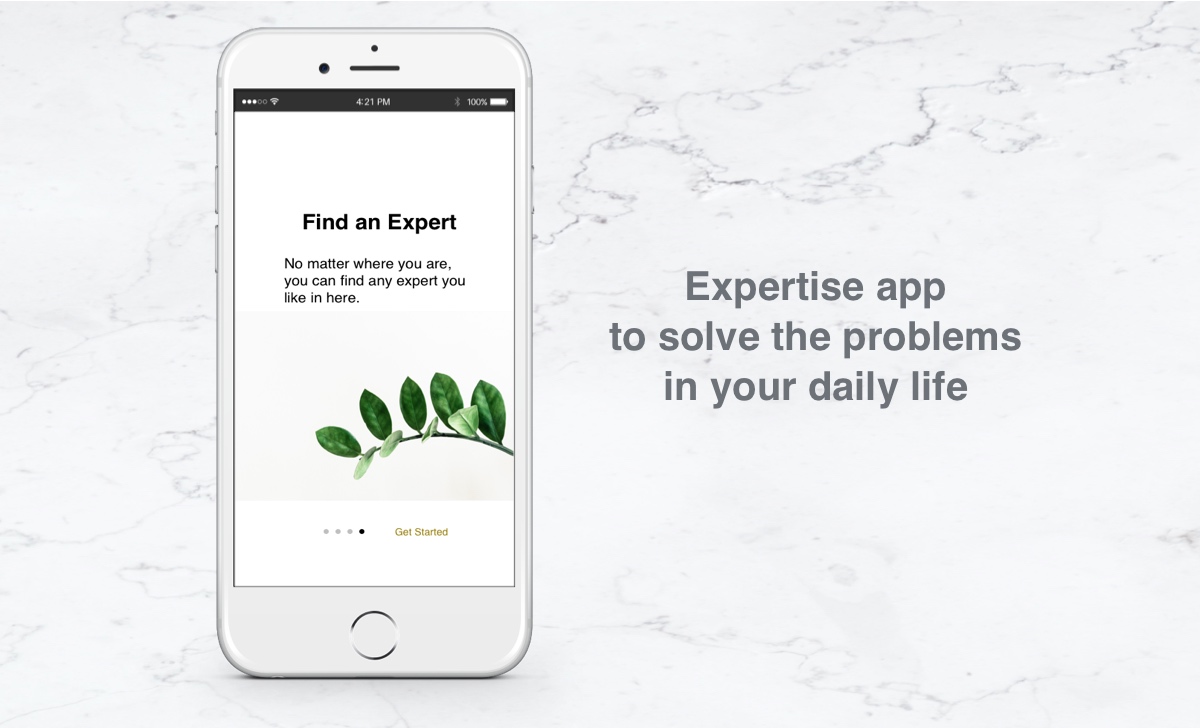 4:21 PM
100%
Find an Expert
No matter where you are,
you can find any expert you
like in here.
Get Started
Expertise app
to solve the problems
in your daily life